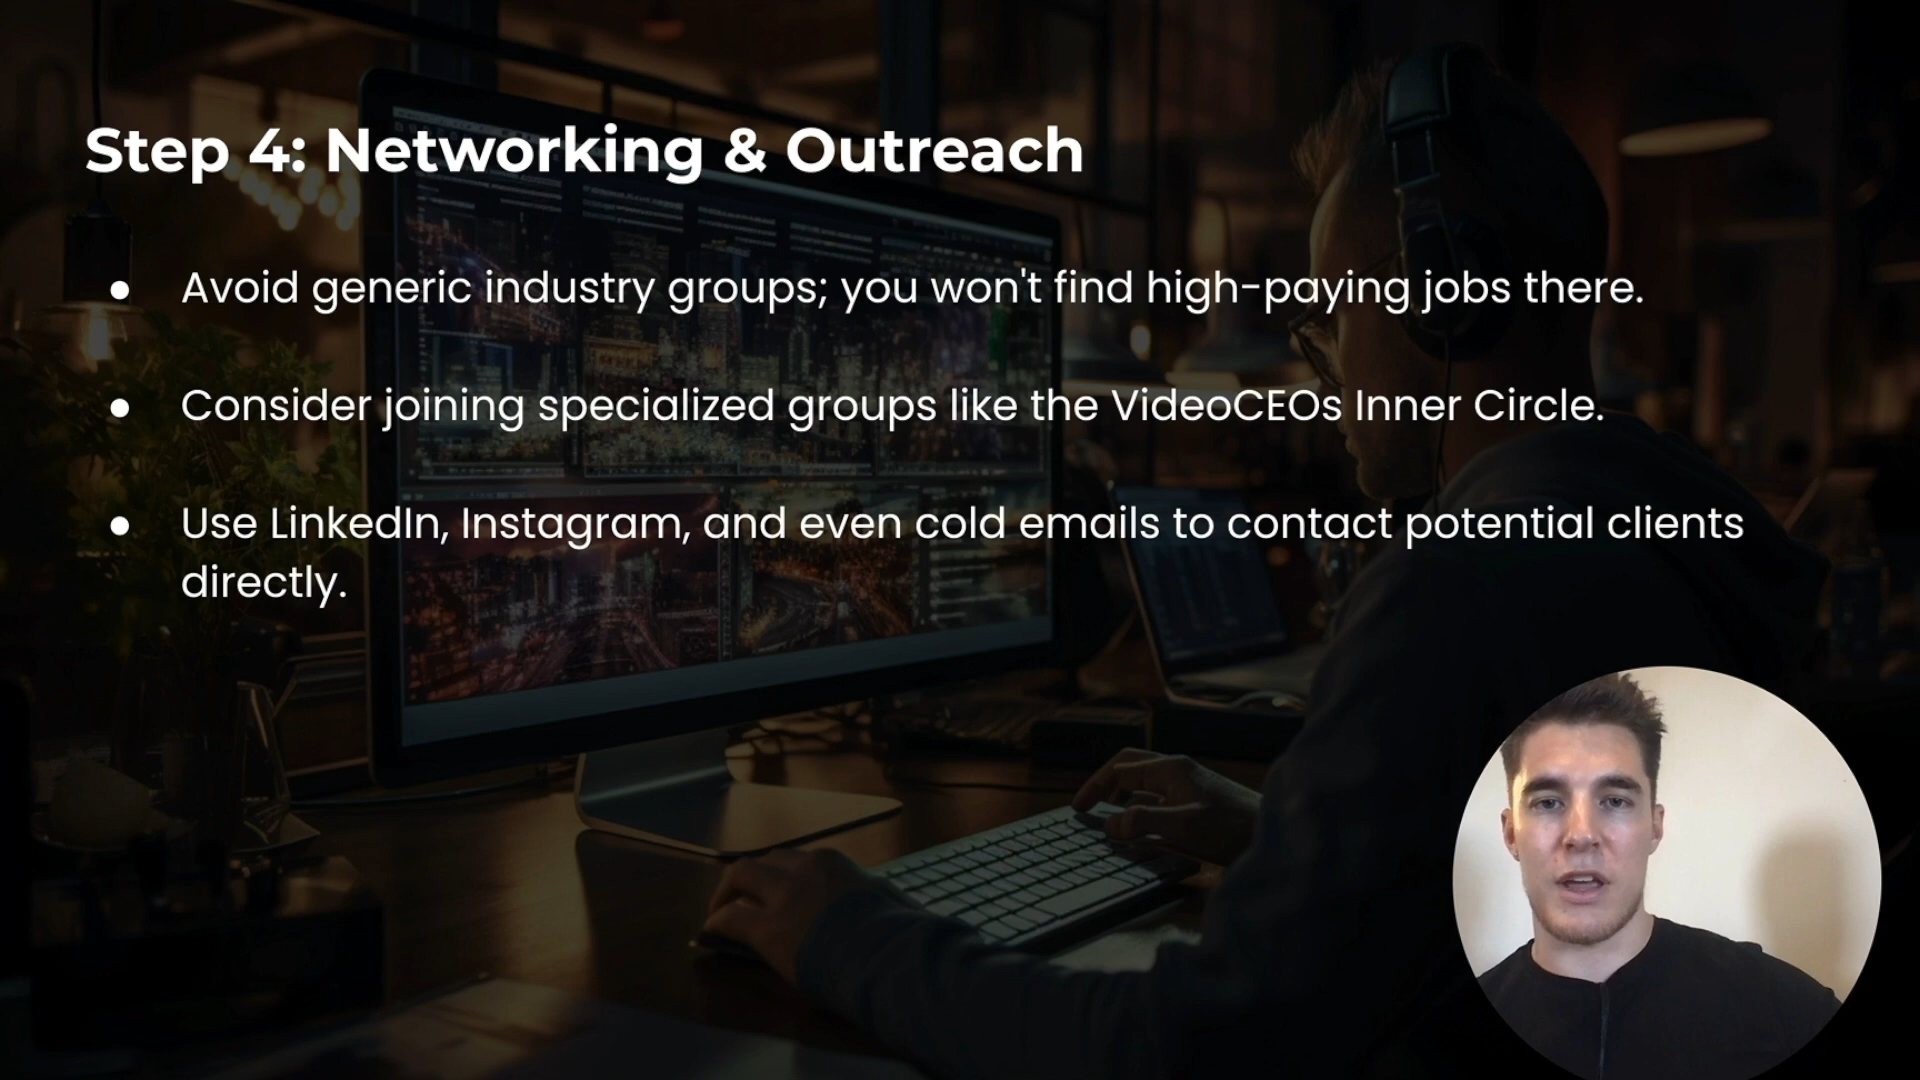 Step 4: Networking & Outreach
● Avoid generic industry groups; you won't find high-paying jobs there.
● Consider joining specialized groups like the VideoCEOs Inner Circle.
● Use LinkedIn, Instagram, and even cold emails to contact potential clients
directly.